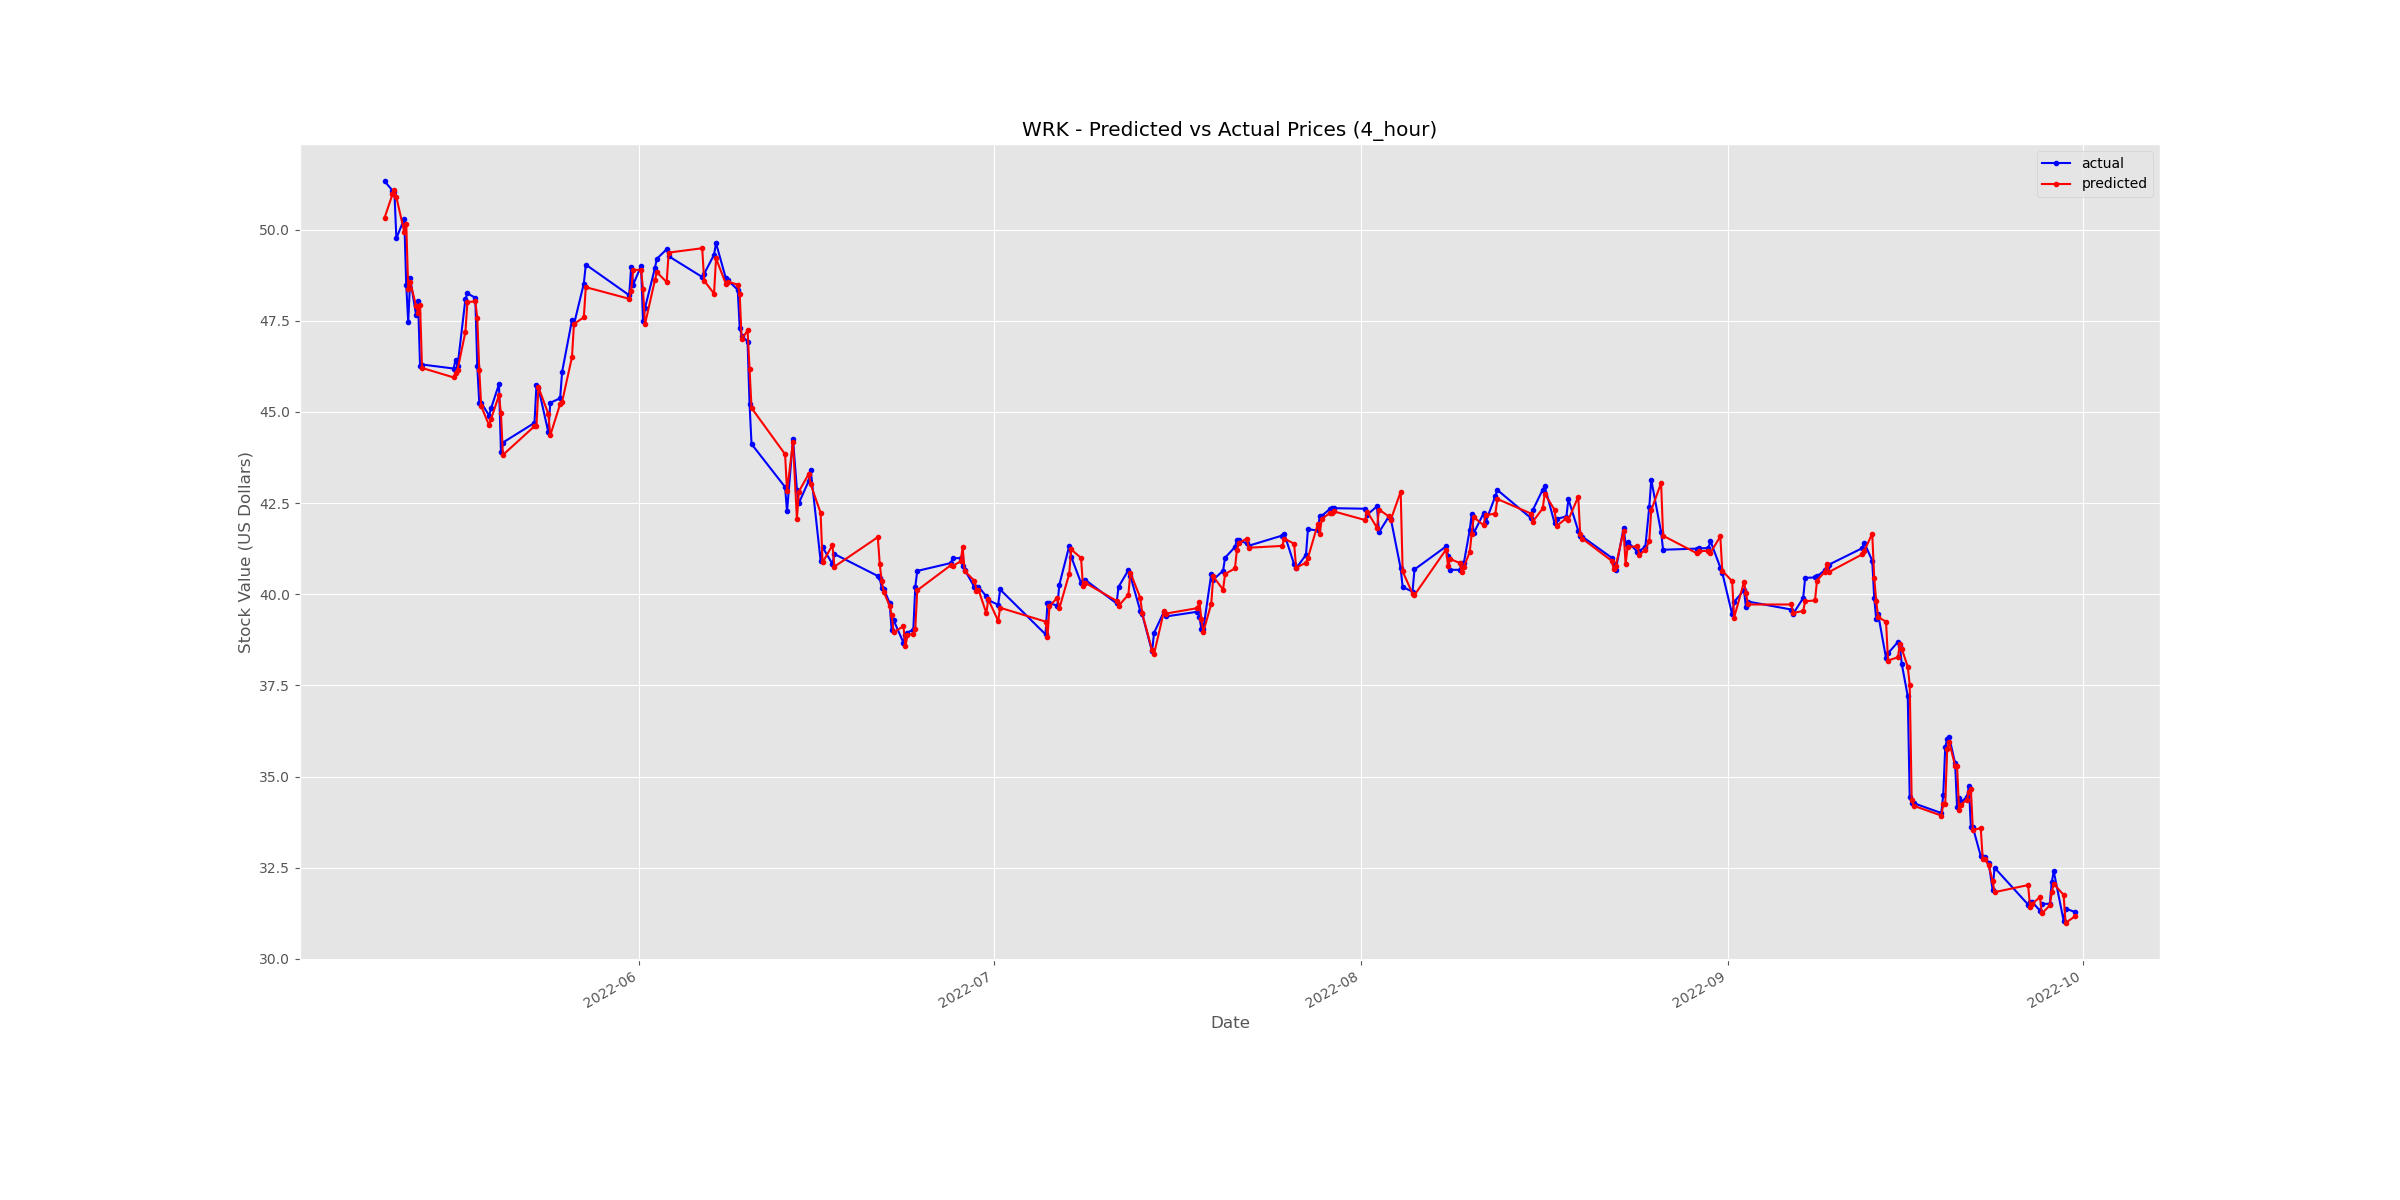 WRK - Predicted vs Actual Prices (4_hour)
actual
predicted
Stock Value (US Dollars)
50.0
47.5
45.0
42.5
40.0
37.5
35.0
32.5
30.0
2022-06
2022-07
2022-08
2022-09
2022-10
Date